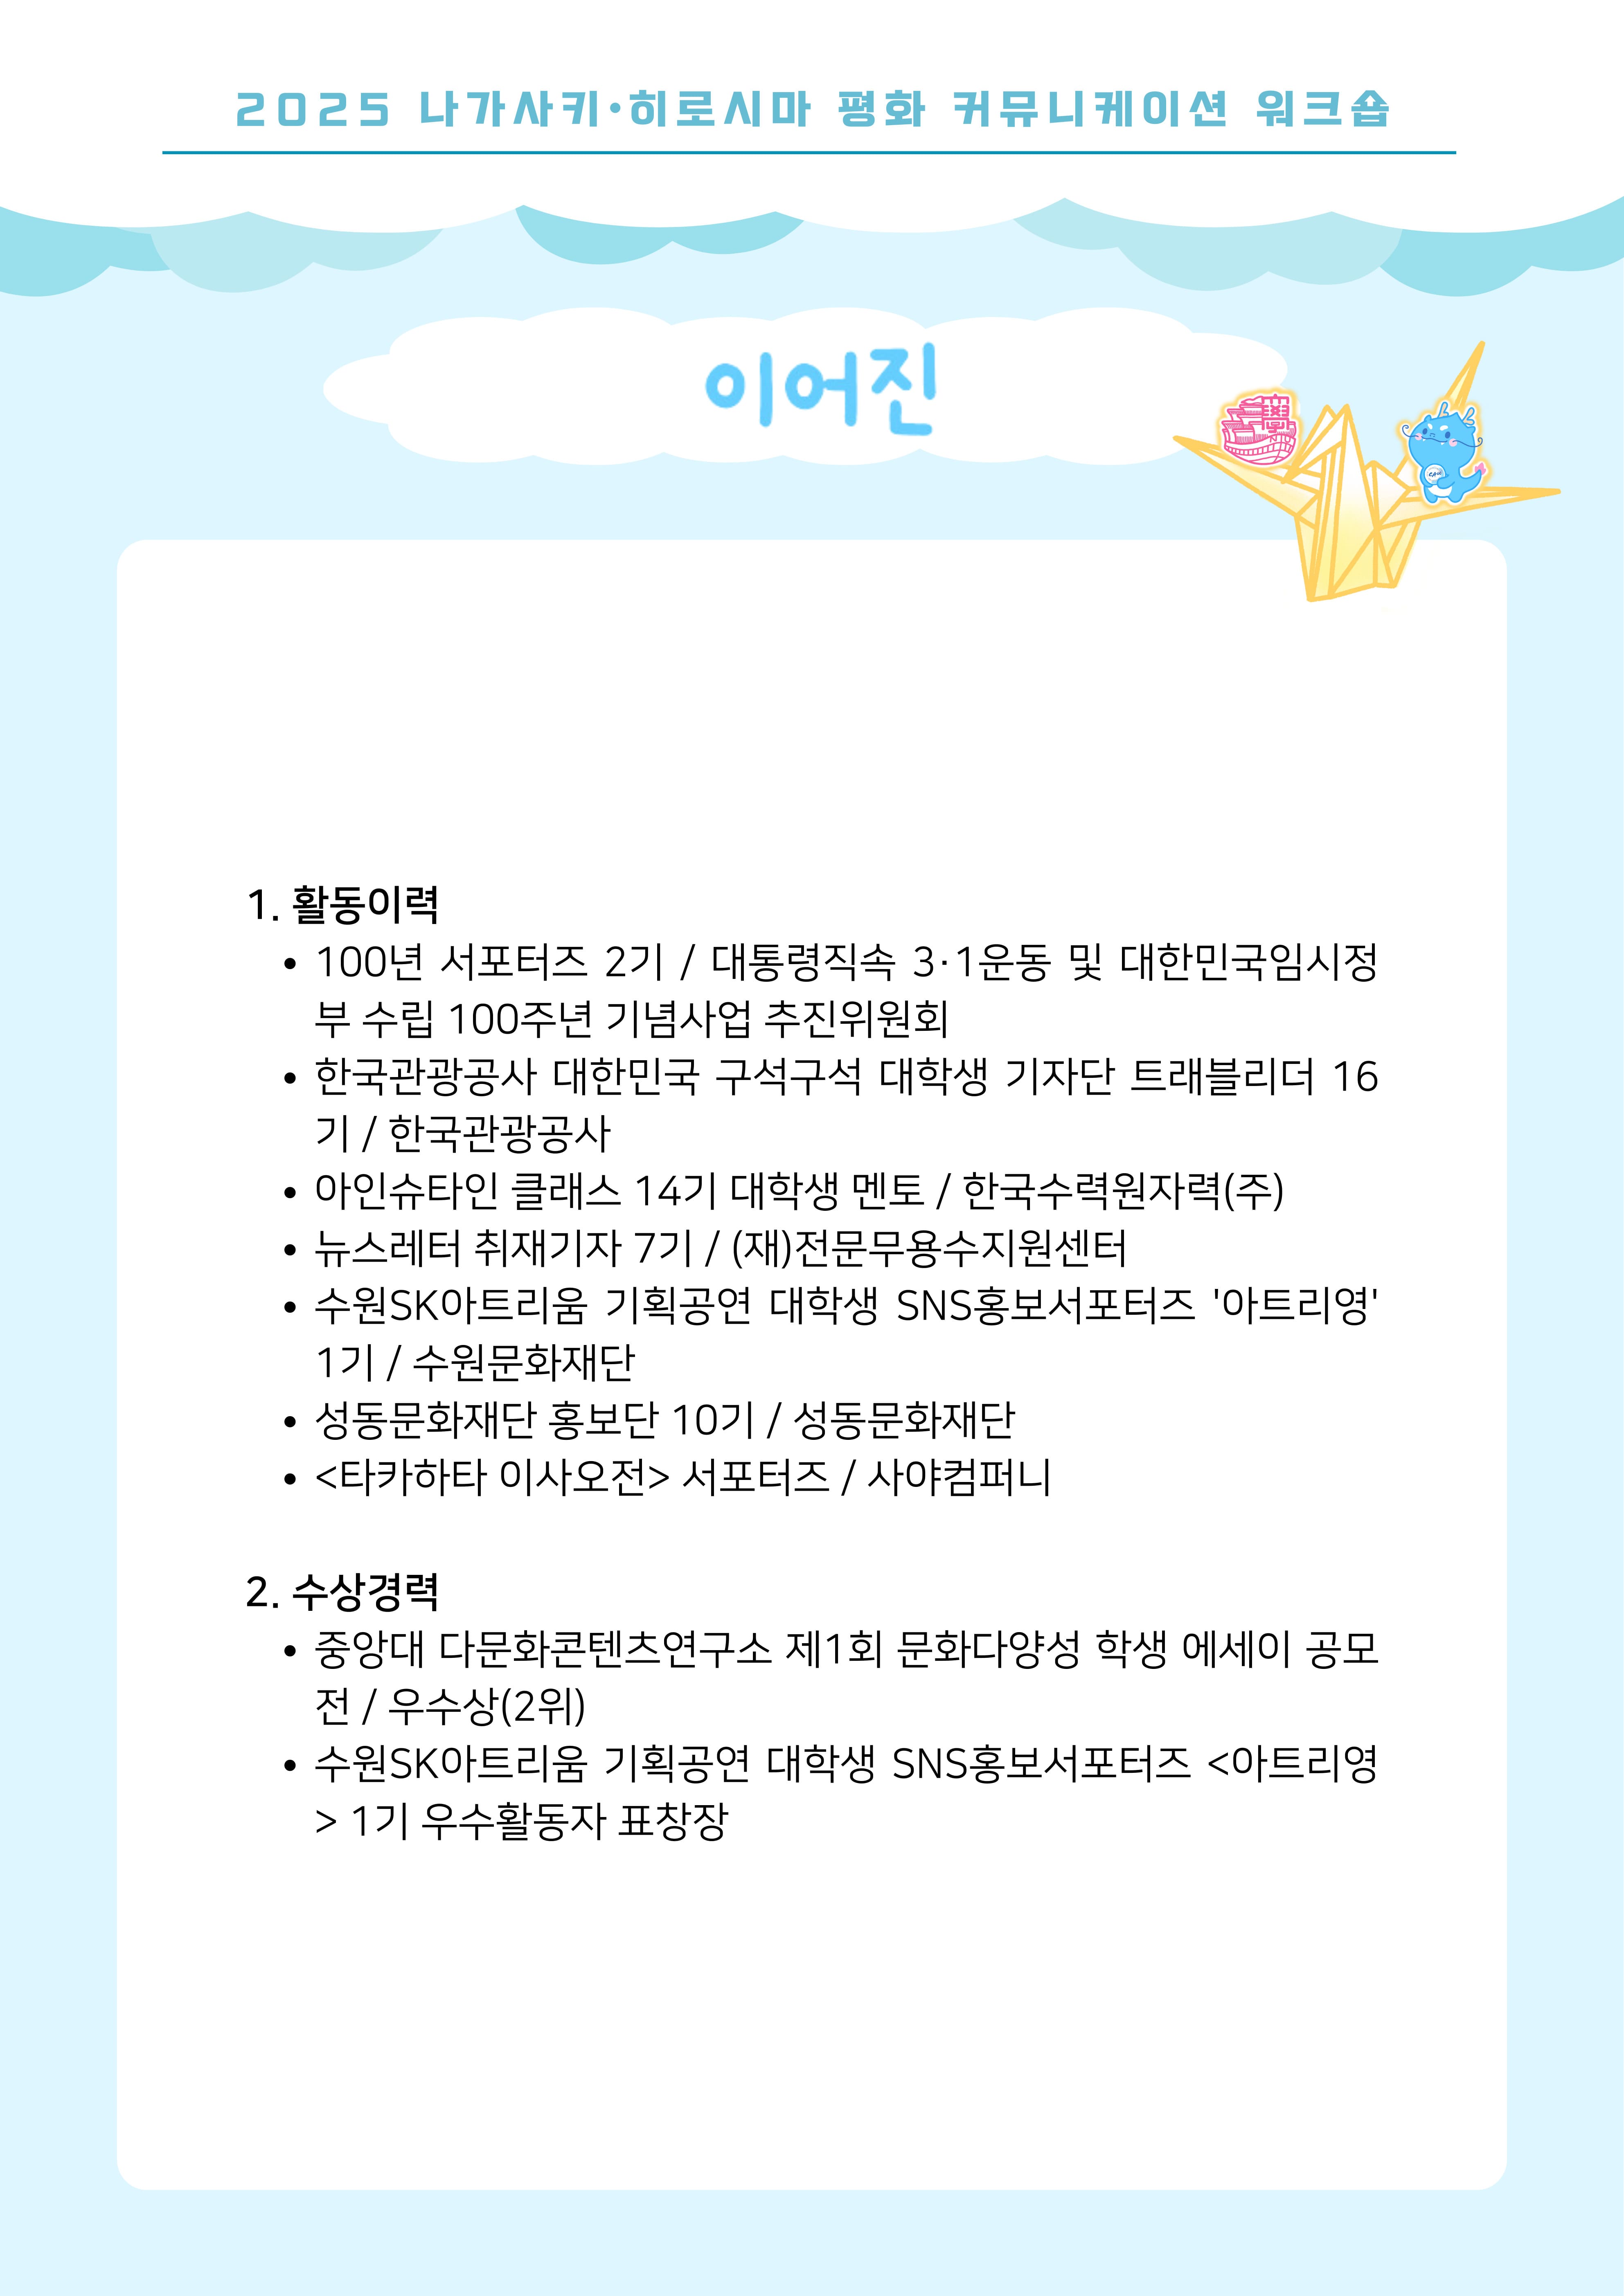 2025 나가사키·히로시마 평화 커뮤니케이션 워크숍
이어진
1. 활동이력
• 100년 서포터즈 2기 / 대통령직속 3·1운동 및 대한민국임시정
부 수립 100주년 기념사업 추진위원회
• 한국관광공사 대한민국 구석구석 대학생 기자단 트래블리더 16
기 / 한국관광공사
• 아인슈타인 클래스 14기 대학생 멘토 / 한국수력원자력(주)
• 뉴스레터 취재기자 7기 / (재)전문무용수지원센터
• 수원SK아트리움 기획공연 대학생 SNS홍보서포터즈 '아트리영'
1기 / 수원문화재단
• 성동문화재단 홍보단 10기 / 성동문화재단
• <타카하타 이사오전> 서포터즈 / 사야컴퍼니
2. 수상경력
• 중앙대 다문화콘텐츠연구소 제1회 문화다양성 학생 에세이 공모
전 / 우수상(2위)
• 수원SK아트리움 기획공연 대학생 SNS홍보서포터즈 <아트리영
> 1기 우수활동자 표창장